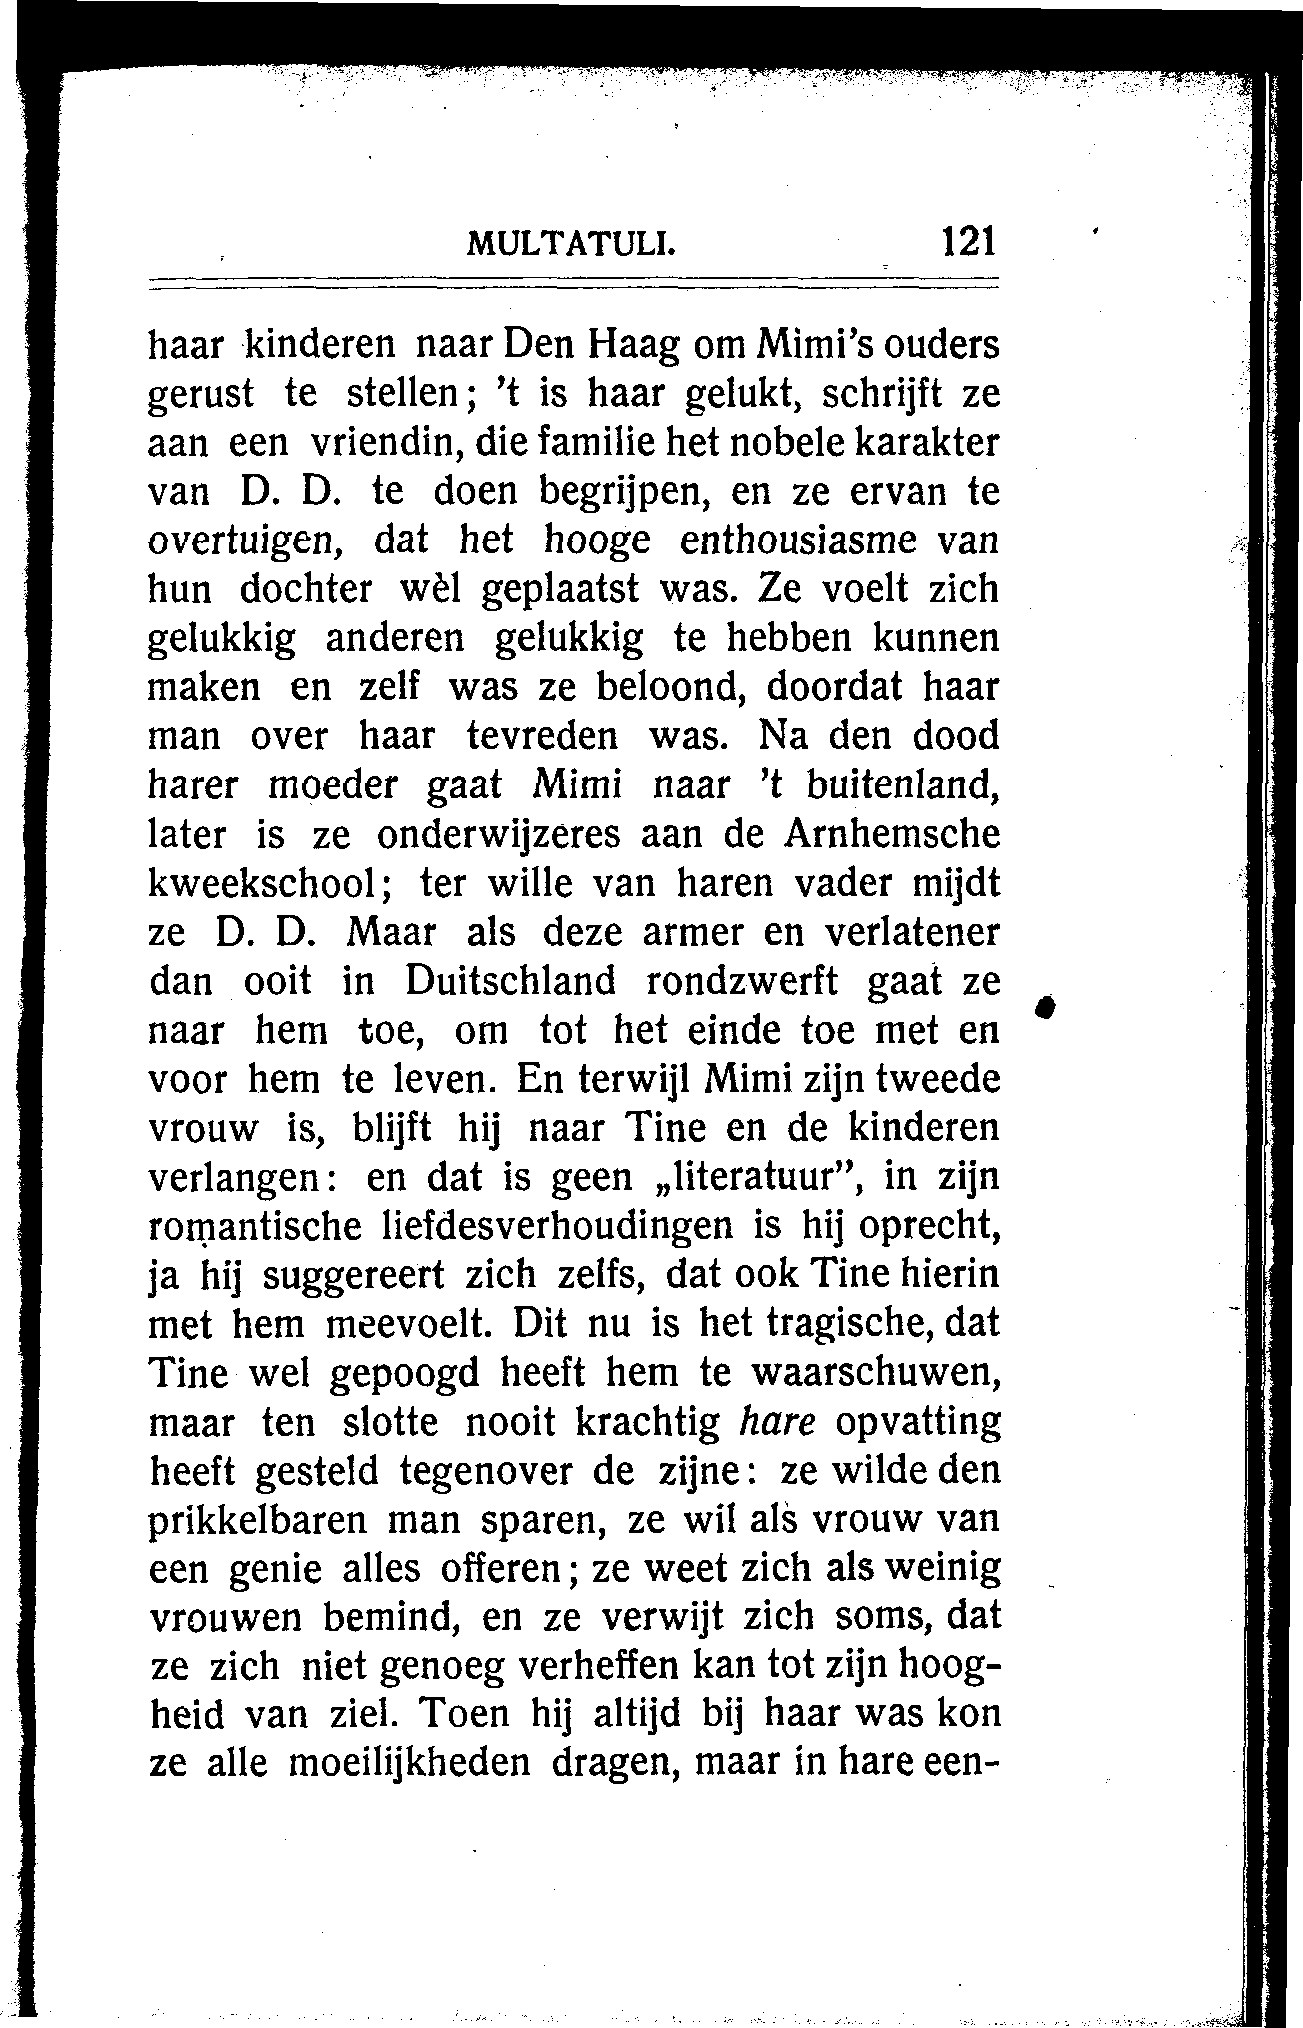 MULTATULI. 121
haar kinderen naar Den Haag om Mimi's ouders
gerust te stellen; 't is haar gelukt, schrijft ze
aan een vriendin, die familie het nobele karakter
van D. D. te doen begrijpen, en ze ervan te
overtuigen, dat het hooge enthousiasme van
hun dochter wèl geplaatst was. Ze voelt zich
gelukkig anderen gelukkig te hebben kunnen
maken en zelf was ze beloond, doordat haar
man over haar tevreden was. Na den dood
harer moeder gaat Mimi naar 't buitenland,
later is ze onderwijzeres aan de Arnhemsche
kweekschool; ter wille van haren vader mijdt
ze D. D. Maar als deze armer en verlatener
dan ooit in Duitschland rondzwerft gaat ze
naar hem toe, om tot het einde toe met en
voor hem te leven. En terwijl Mimi zijn tweede
vrouw is, blijft hij naar Tine en de kinderen
verlangen: en dat is geen „literatuur”, in zijn
romantische liefdesverhoudingen is hij oprecht,
ja hij suggereert zich zelfs, dat ook Tine hierin
met hem meevoelt. Dit nu is het tragische, dat
Tine wel gepoogd heeft hem te waarschuwen,
maar ten slotte nooit krachtig hare opvatting
heeft gesteld tegenover de zijne: ze wilde den
prikkelbaren man sparen, ze wil als vrouw van
een genie alles offeren; ze weet zich als weinig
vrouwen bemind, en ze verwijt zich soms, dat
ze zich niet genoeg verheffen kan tot zijn hoog-
heid van ziel. Toen hij altijd bij haar was kon
ze alle moeilijkheden dragen, maar in hare een-